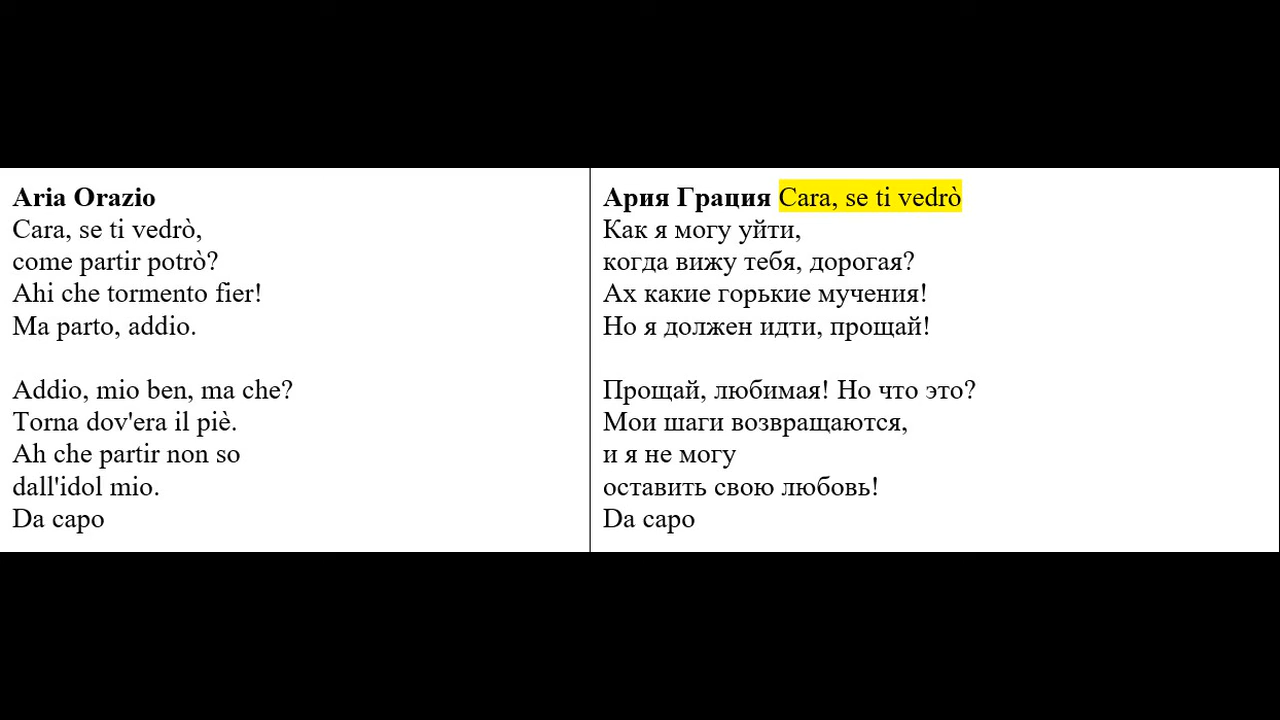 Aria Orazio
Cara, se ti vedrò,
come partir potrò?
Ahi che tormento fier!
Ma parto, addio.
Addio, mio ben, ma che?
Torna dov'era il piè.
Ah che partir non so
dall'idol mio.
Da capo
Ария Грация Cara, se ti vedrò
Как я могу уйти,
когда вижу тебя, дорогая?
Ах какие горькие мучения!
Но я должен идти, прощай!
Прощай, любимая! Но что это?
Мои шаги возвращаются,
и я не могу
оставить свою любовь!
Da capo